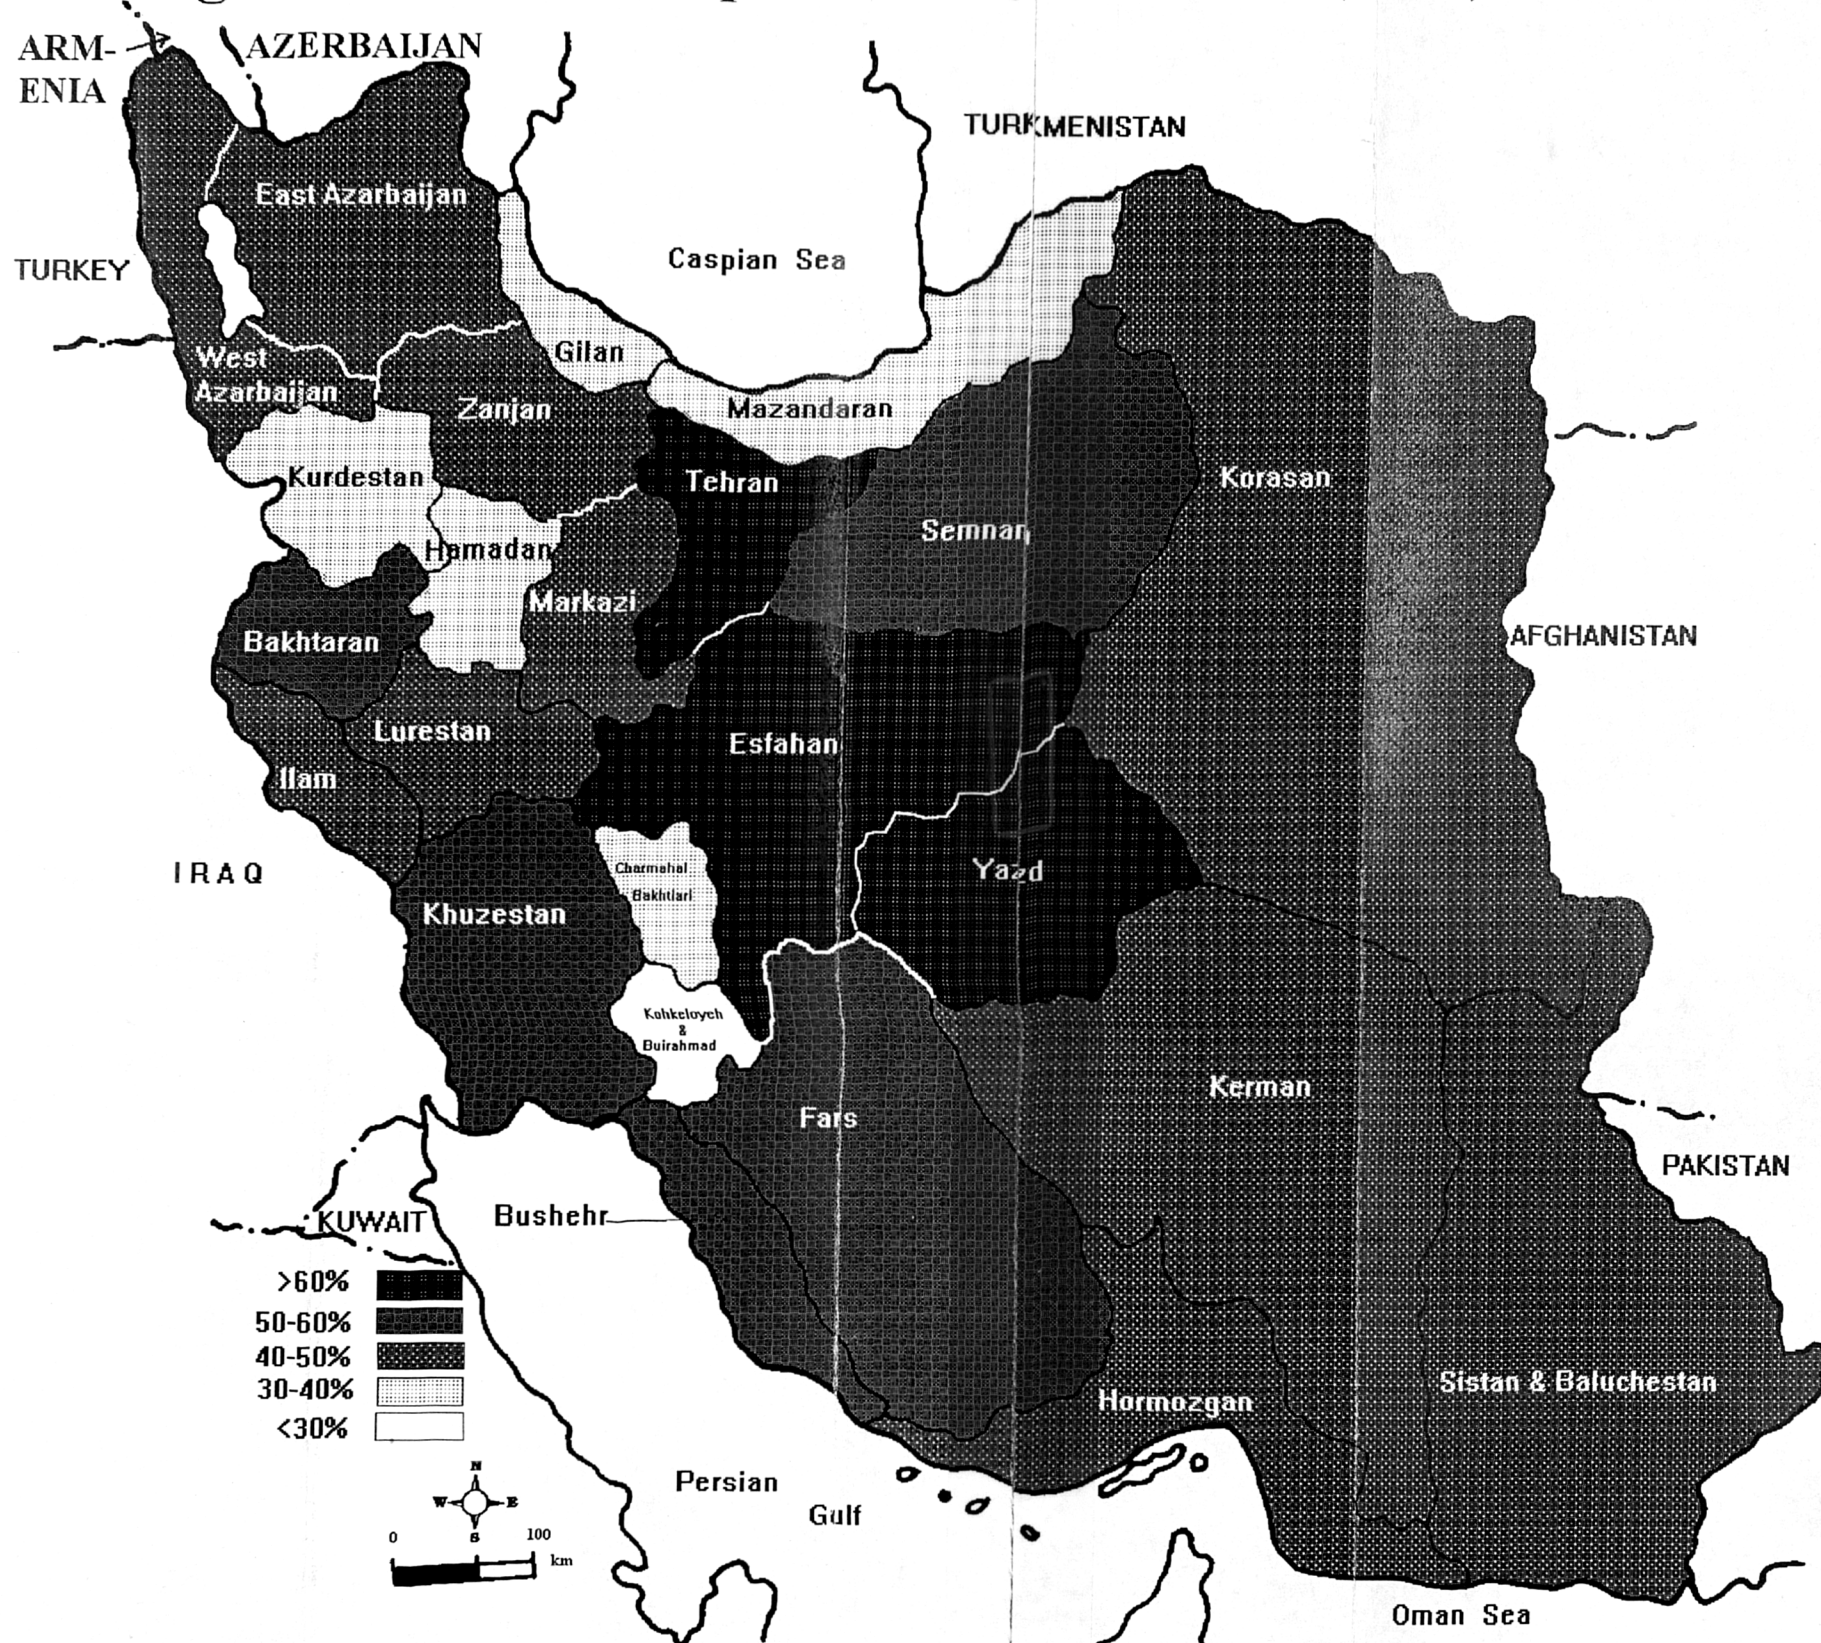 ARM-
ENIA
AZERBAIJAN
TURKMENISTAN
East Azarbaijan
Caspian Sea
TURKEY
West
Azarbaijan
Gilan
Zanjan
Mazandaran
Kurdestan
Tehran
Korasan
Semnan
Hamadan
Markazi
Bakhtaran
AFGHANISTAN
Lurestan
Esfahan
Ilam
IRAQ
Charmahal
Bakhtiari
Yazd
Khuzestan
Kohkeloyeh
&
Buirahmad
Kerman
Fars
PAKISTAN
Bushehr
KUWAIT
>60%
50-60%
40-50%
30-40%
<30%
Sistan & Baluchestan
Hormozgan
N
W E
S
Persian
Gulf
0 100
km
Oman Sea